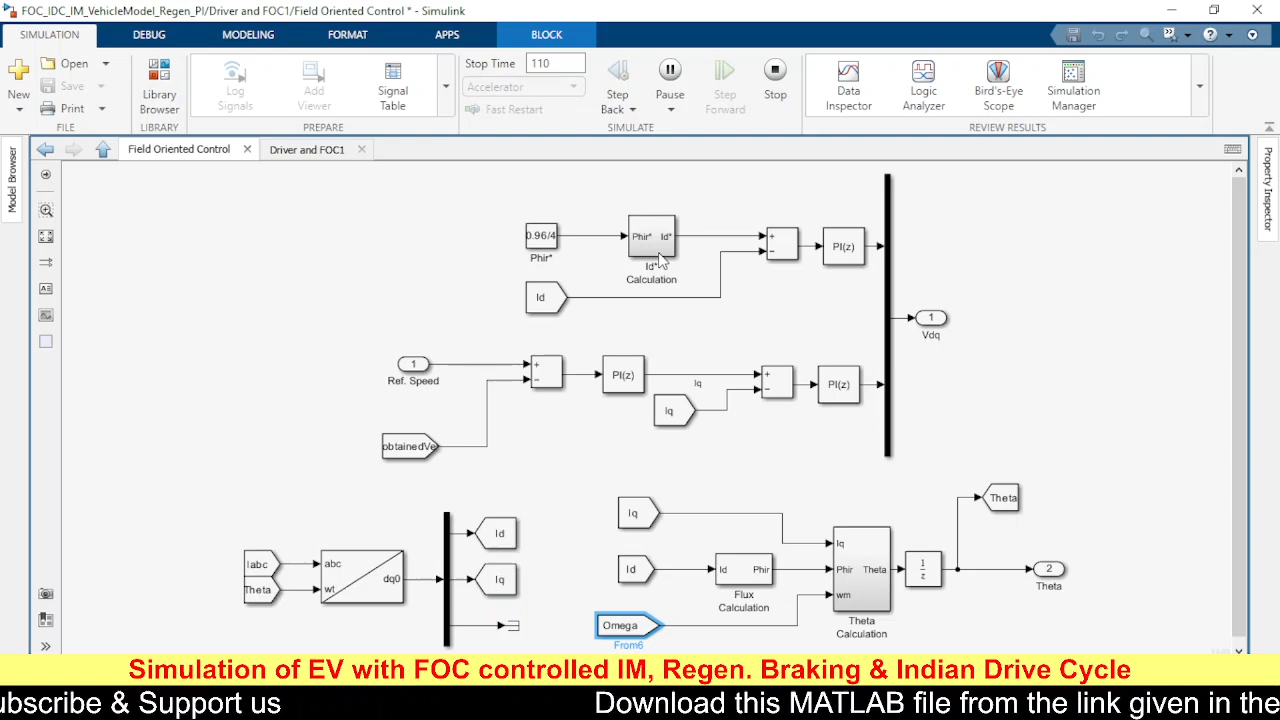 FOC_IDC_IM_VehicleModel_Regen_PI/Driver and FOC1/Field Oriented Control * - Simulink
SIMULATION DEBUG MODELING FORMAT APPS BLOCK
New
Open
Save
Print
FILE
Library Browser
LIBRARY
Log Signals
Add Viewer
Signal Table
PREPARE
Stop Time 110
Accelerator
Fast Restart
Step Back
Pause
Step Forward
Stop
SIMULATE
Data Inspector
Logic Analyzer
Bird's-Eye Scope
Simulation Manager
REVIEW RESULTS
Model Browser
Field Oriented Control
Driver and FOC1
Property Inspector
0.96/4
Phir*
Phir* Id*
Id*
Calculation
+
−
PI(z)
Id
1
Vdq
1
Ref. Speed
+
−
PI(z)
Iq
+
−
PI(z)
Iq
obtainedVe
Theta
Iq
Id
Iq
Iabc
Theta
abc
wt
dq0
Id
Id Phir
Flux
Calculation
Iq
Phir Theta
wm
Theta
Calculation
1
z
2
Theta
Omega
From6
Simulation of EV with FOC controlled IM, Regen. Braking & Indian Drive Cycle
ubscribe & Support us Download this MATLAB file from the link given in the